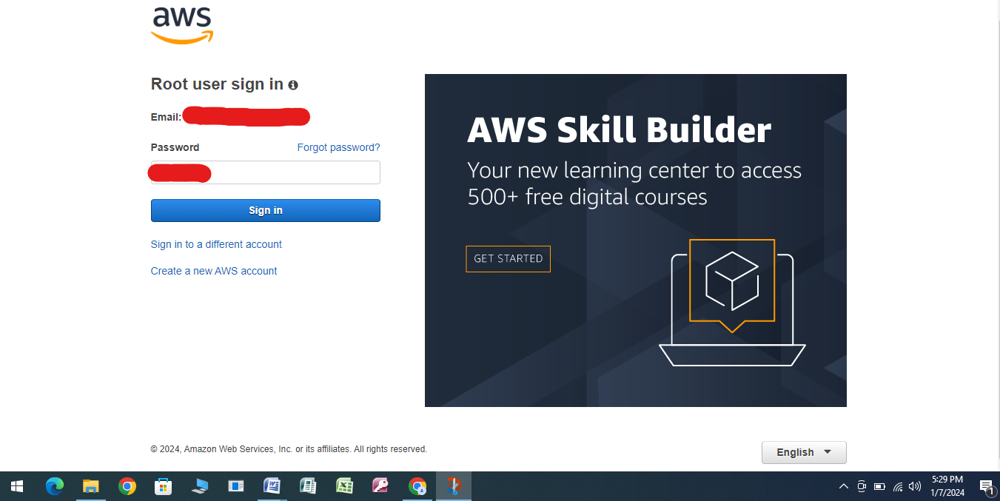 aws
Root user sign in
Email:
Password Forgot password?
Sign in
Sign in to a different account
Create a new AWS account
AWS Skill Builder
Your new learning center to access
500+ free digital courses
GET STARTED
© 2024, Amazon Web Services, Inc. or its affiliates. All rights reserved.
English
5:29 PM
1/7/2024
1